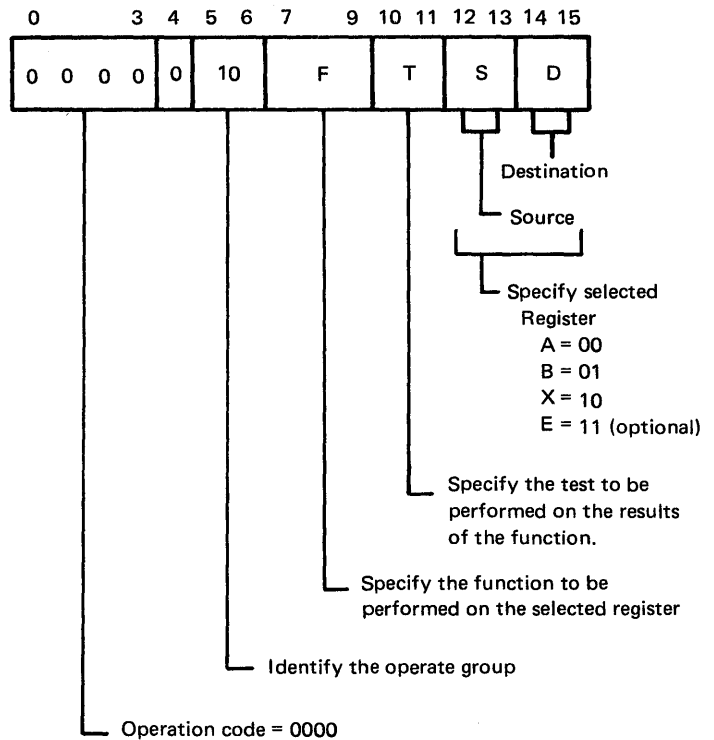 0 3 4 5 6 7 9 10 11 12 13 14 15
0 0 0 0 0 10 F T S D
Destination
Source
Specify selected
Register
A = 00
B = 01
X = 10
E = 11 (optional)
Specify the test to be
performed on the results
of the function.
Specify the function to be
performed on the selected register
Identify the operate group
Operation code = 0000